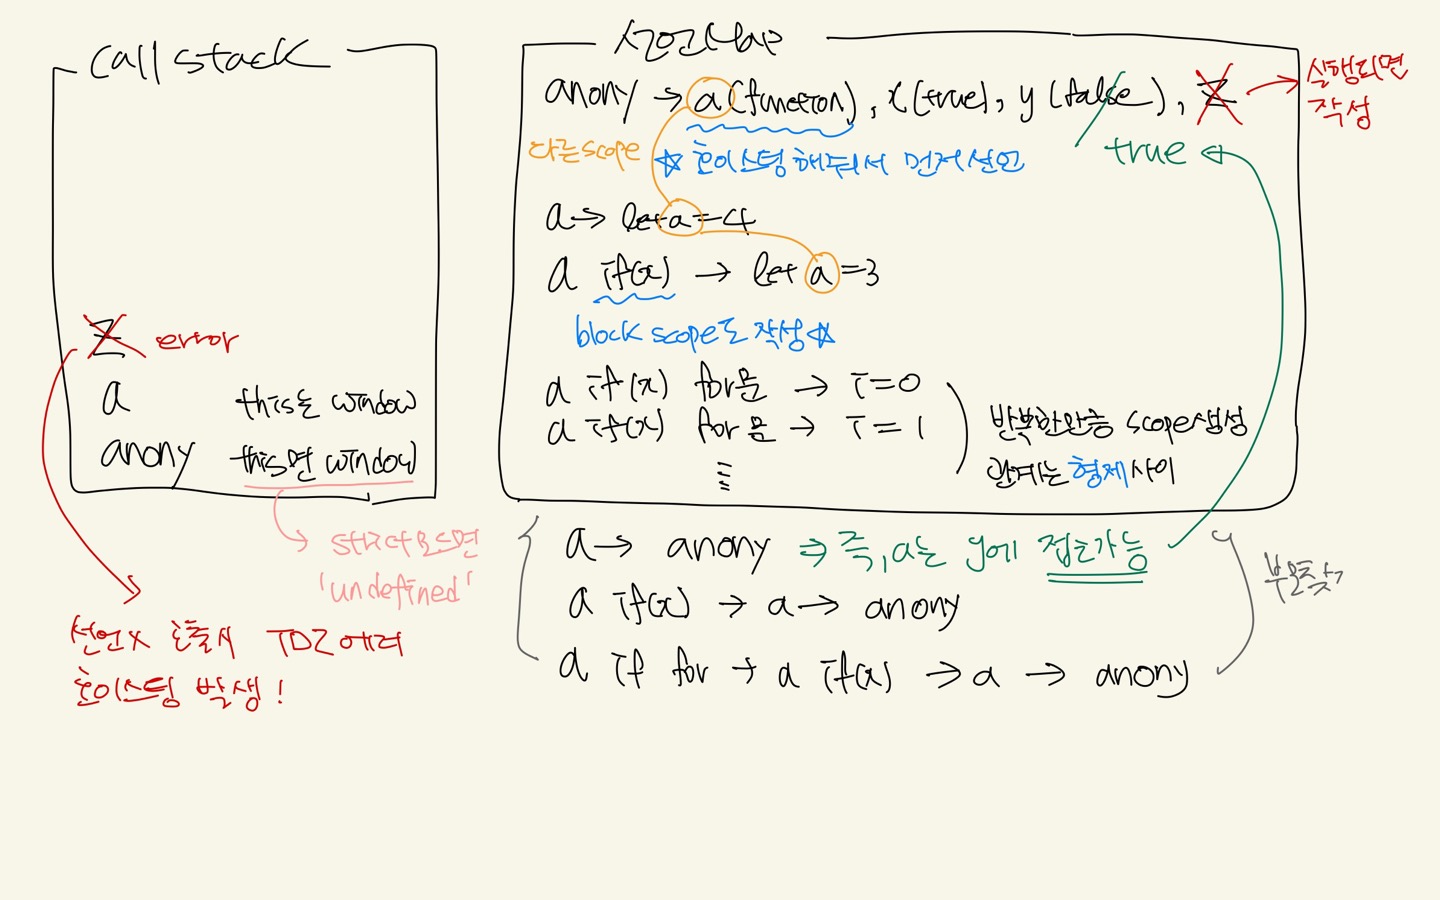 call stack
z error
a this는 window
anony this면 window
strict모드면
'undefined'
선언x 호출시 TDZ에러
호이스팅 발생!
선언Map
anony → a(function), x(true), y(false), z
실행되면
작성
true
다른scope
☆ 호이스팅해줘서 먼저선언
a → let a=4
a if(x) → let a=3
block scope도 작성☆
a if(x) for문 → i=0
a if(x) for문 → i=1
반복한만큼 scope생성
관계는 형제사이
a → anony ⇒ 즉, a는 y에 접근가능
a if(x) → a → anony
a if for → a if(x) → a → anony
부모찾기